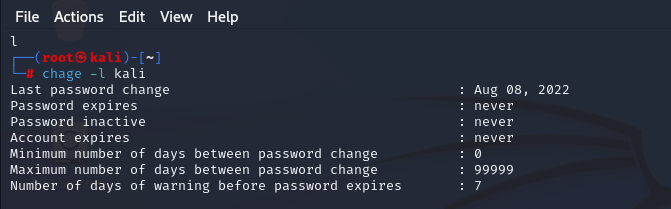 File Actions Edit View Help
l
┌──(root㉿kali)-[~]
└─# chage -l kali
Last password change : Aug 08, 2022
Password expires : never
Password inactive : never
Account expires : never
Minimum number of days between password change : 0
Maximum number of days between password change : 99999
Number of days of warning before password expires : 7